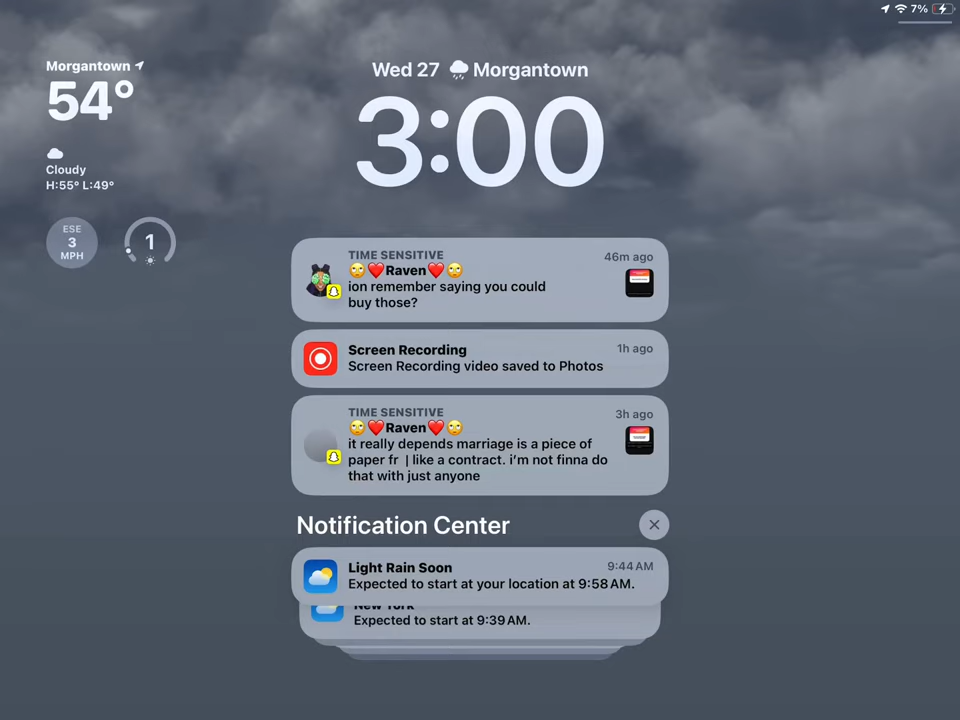 7%
Morgantown
54°
Cloudy
H:55° L:49°
ESE
3
MPH
1
Wed 27 Morgantown
3:00
TIME SENSITIVE
46m ago
🙄❤️Raven❤️🙄
ion remember saying you could
buy those?
Screen Recording
1h ago
Screen Recording video saved to Photos
TIME SENSITIVE
3h ago
🙄❤️Raven❤️🙄
it really depends marriage is a piece of
paper fr | like a contract. i’m not finna do
that with just anyone
Notification Center
Light Rain Soon
9:44 AM
Expected to start at your location at 9:58 AM.
New York
Expected to start at 9:39 AM.